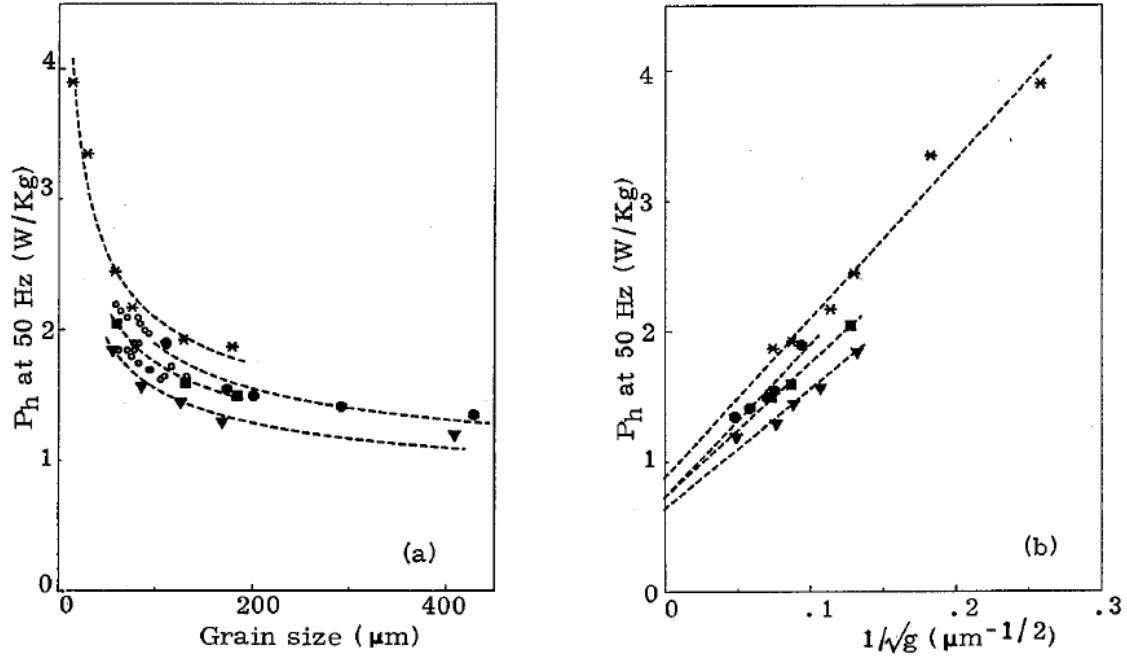 4
3
2
1
0
Ph at 50 Hz (W/Kg)
0 200 400
Grain size (μm)
(a)
4
3
2
1
0
Ph at 50 Hz (W/Kg)
0 .1 .2 .3
1/√g (μm-1/2)
(b)